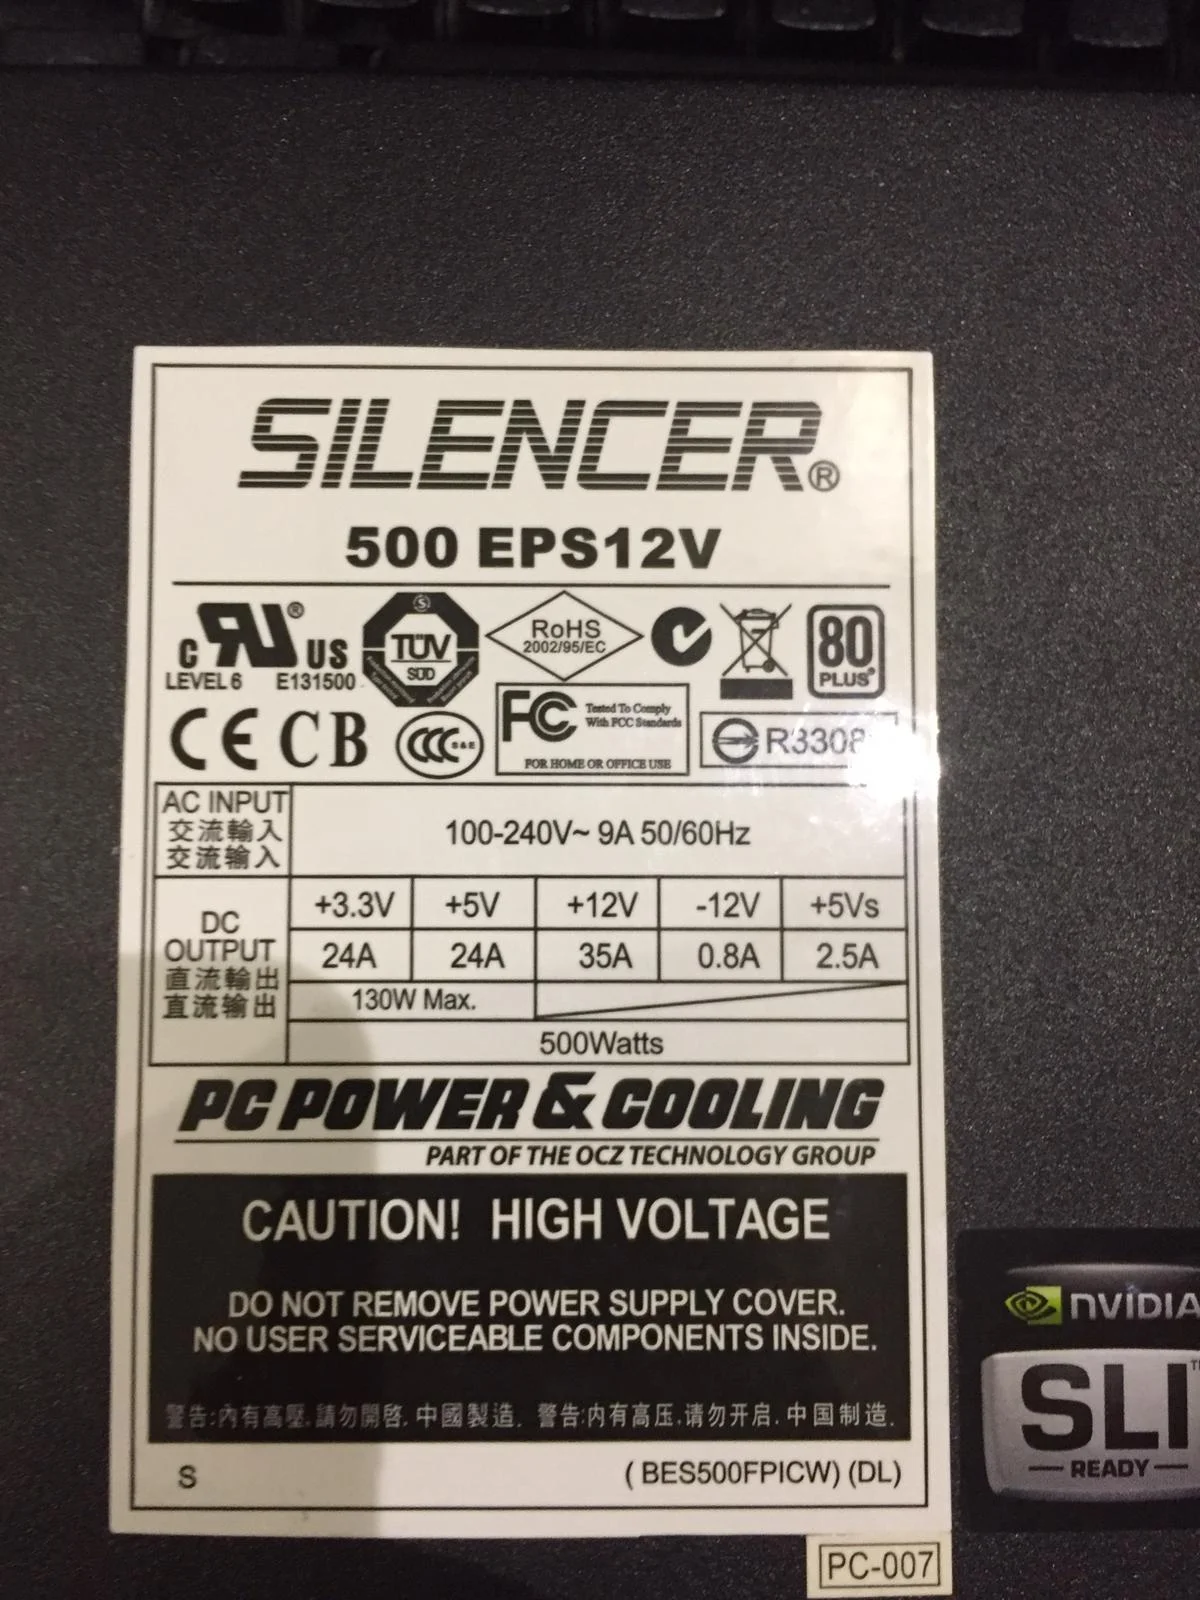 SILENCER®
500 EPS12V
C RU US ®
LEVEL 6 E131500
TÜV
SÜD
RoHS
2002/95/EC
80
PLUS®
CE CB
CCC S&E
FC Tested To Comply
With FCC Standards
FOR HOME OR OFFICE USE
AC INPUT
交流輸入
交流输入
100-240V~ 9A 50/60Hz
DC
OUTPUT
直流輸出
直流输出
+3.3V +5V +12V -12V +5Vs
24A 24A 35A 0.8A 2.5A
130W Max.
500Watts
PC POWER & COOLING
PART OF THE OCZ TECHNOLOGY GROUP
CAUTION! HIGH VOLTAGE
DO NOT REMOVE POWER SUPPLY COVER.
NO USER SERVICEABLE COMPONENTS INSIDE.
警告:內有高壓.請勿開啓.中國製造. 警告:内有高压.请勿开启.中国制造.
S (BES500FPICW) (DL)
PC-007
NVIDIA
SLI™
READY